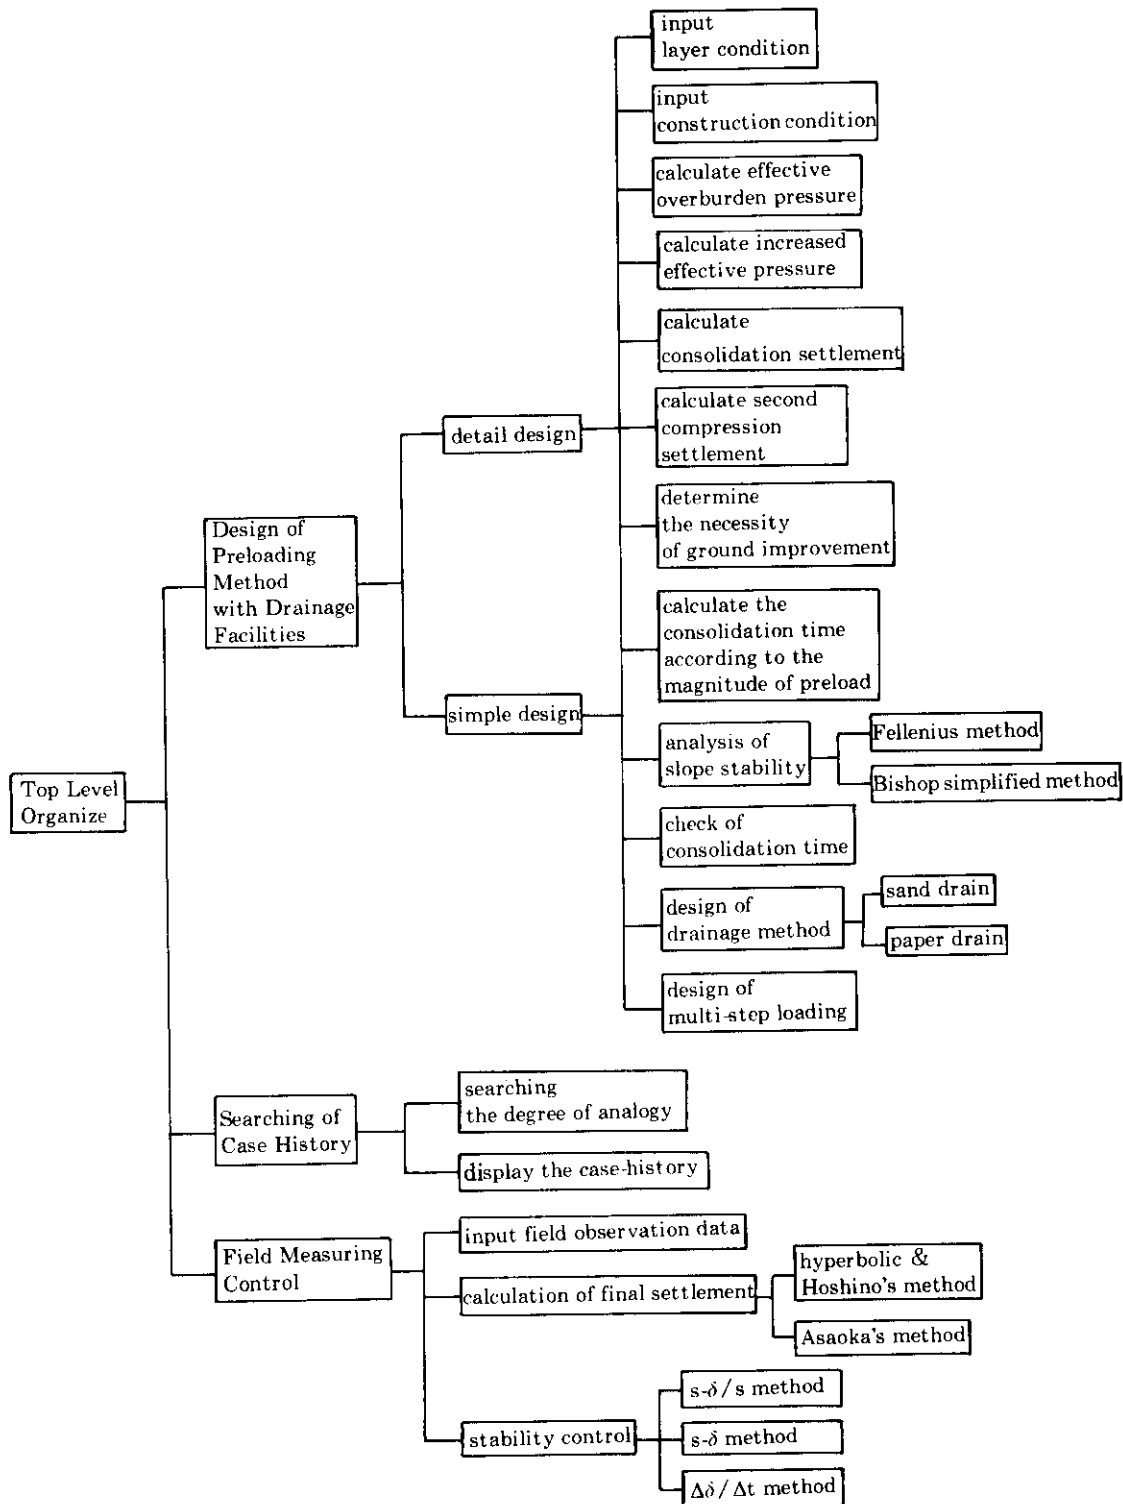 input
layer condition
input
construction condition
calculate effective
overburden pressure
calculate increased
effective pressure
calculate
consolidation settlement
calculate second
compression
settlement
detail design
determine
the necessity
of ground improvement
Design of
Preloading
Method
with Drainage
Facilities
calculate the
consolidation time
according to the
magnitude of preload
simple design
analysis of
slope stability
Fellenius method
Bishop simplified method
Top Level
Organize
check of
consolidation time
design of
drainage method
sand drain
paper drain
design of
multi-step loading
Searching of
Case History
searching
the degree of analogy
display the case-history
Field Measuring
Control
input field observation data
calculation of final settlement
hyperbolic &
Hoshino's method
Asaoka's method
stability control
s-δ/s method
s-δ method
Δδ/Δt method